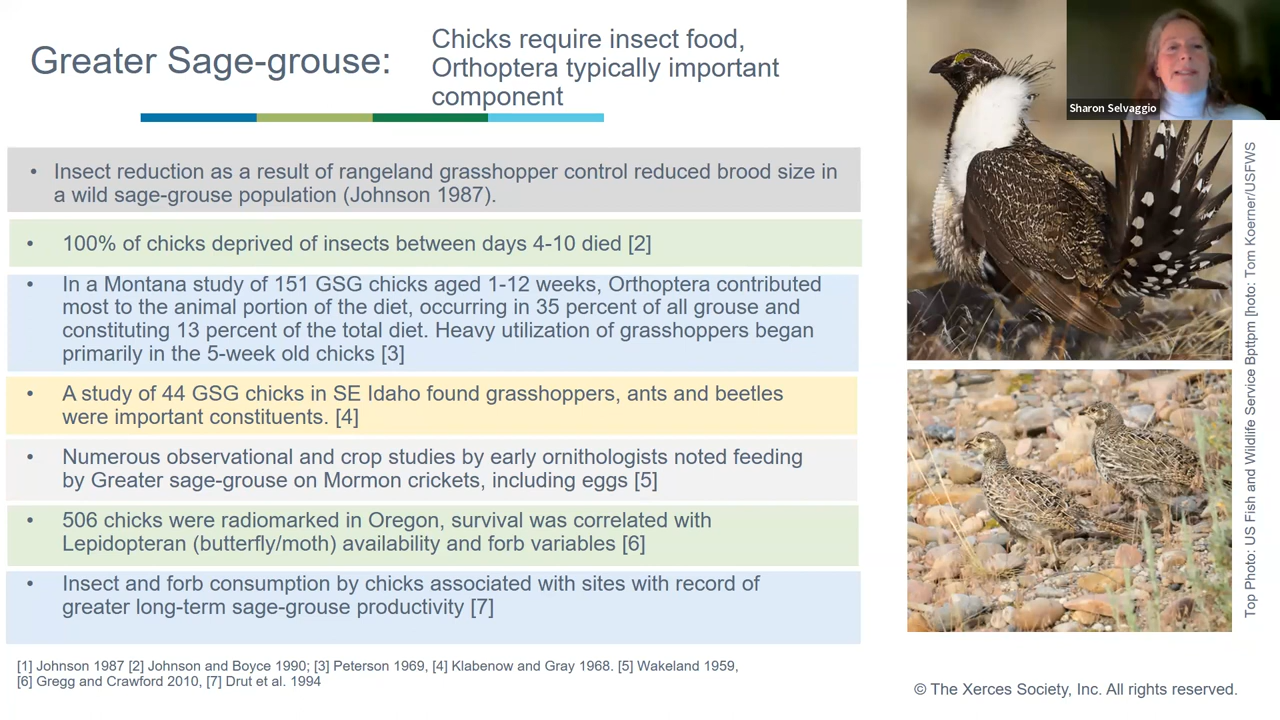 Greater Sage-grouse:
Chicks require insect food,
Orthoptera typically important
component
Sharon Selvaggio
• Insect reduction as a result of rangeland grasshopper control reduced brood size in
a wild sage-grouse population (Johnson 1987).
• 100% of chicks deprived of insects between days 4-10 died [2]
• In a Montana study of 151 GSG chicks aged 1-12 weeks, Orthoptera contributed
most to the animal portion of the diet, occurring in 35 percent of all grouse and
constituting 13 percent of the total diet. Heavy utilization of grasshoppers began
primarily in the 5-week old chicks [3]
• A study of 44 GSG chicks in SE Idaho found grasshoppers, ants and beetles
were important constituents. [4]
• Numerous observational and crop studies by early ornithologists noted feeding
by Greater sage-grouse on Mormon crickets, including eggs [5]
• 506 chicks were radiomarked in Oregon, survival was correlated with
Lepidopteran (butterfly/moth) availability and forb variables [6]
• Insect and forb consumption by chicks associated with sites with record of
greater long-term sage-grouse productivity [7]
[1] Johnson 1987 [2] Johnson and Boyce 1990; [3] Peterson 1969, [4] Klabenow and Gray 1968. [5] Wakeland 1959,
[6] Gregg and Crawford 2010, [7] Drut et al. 1994
Top Photo: US Fish and Wildlife Service Bpttpm [hoto: Tom Koerner/USFWS
© The Xerces Society, Inc. All rights reserved.